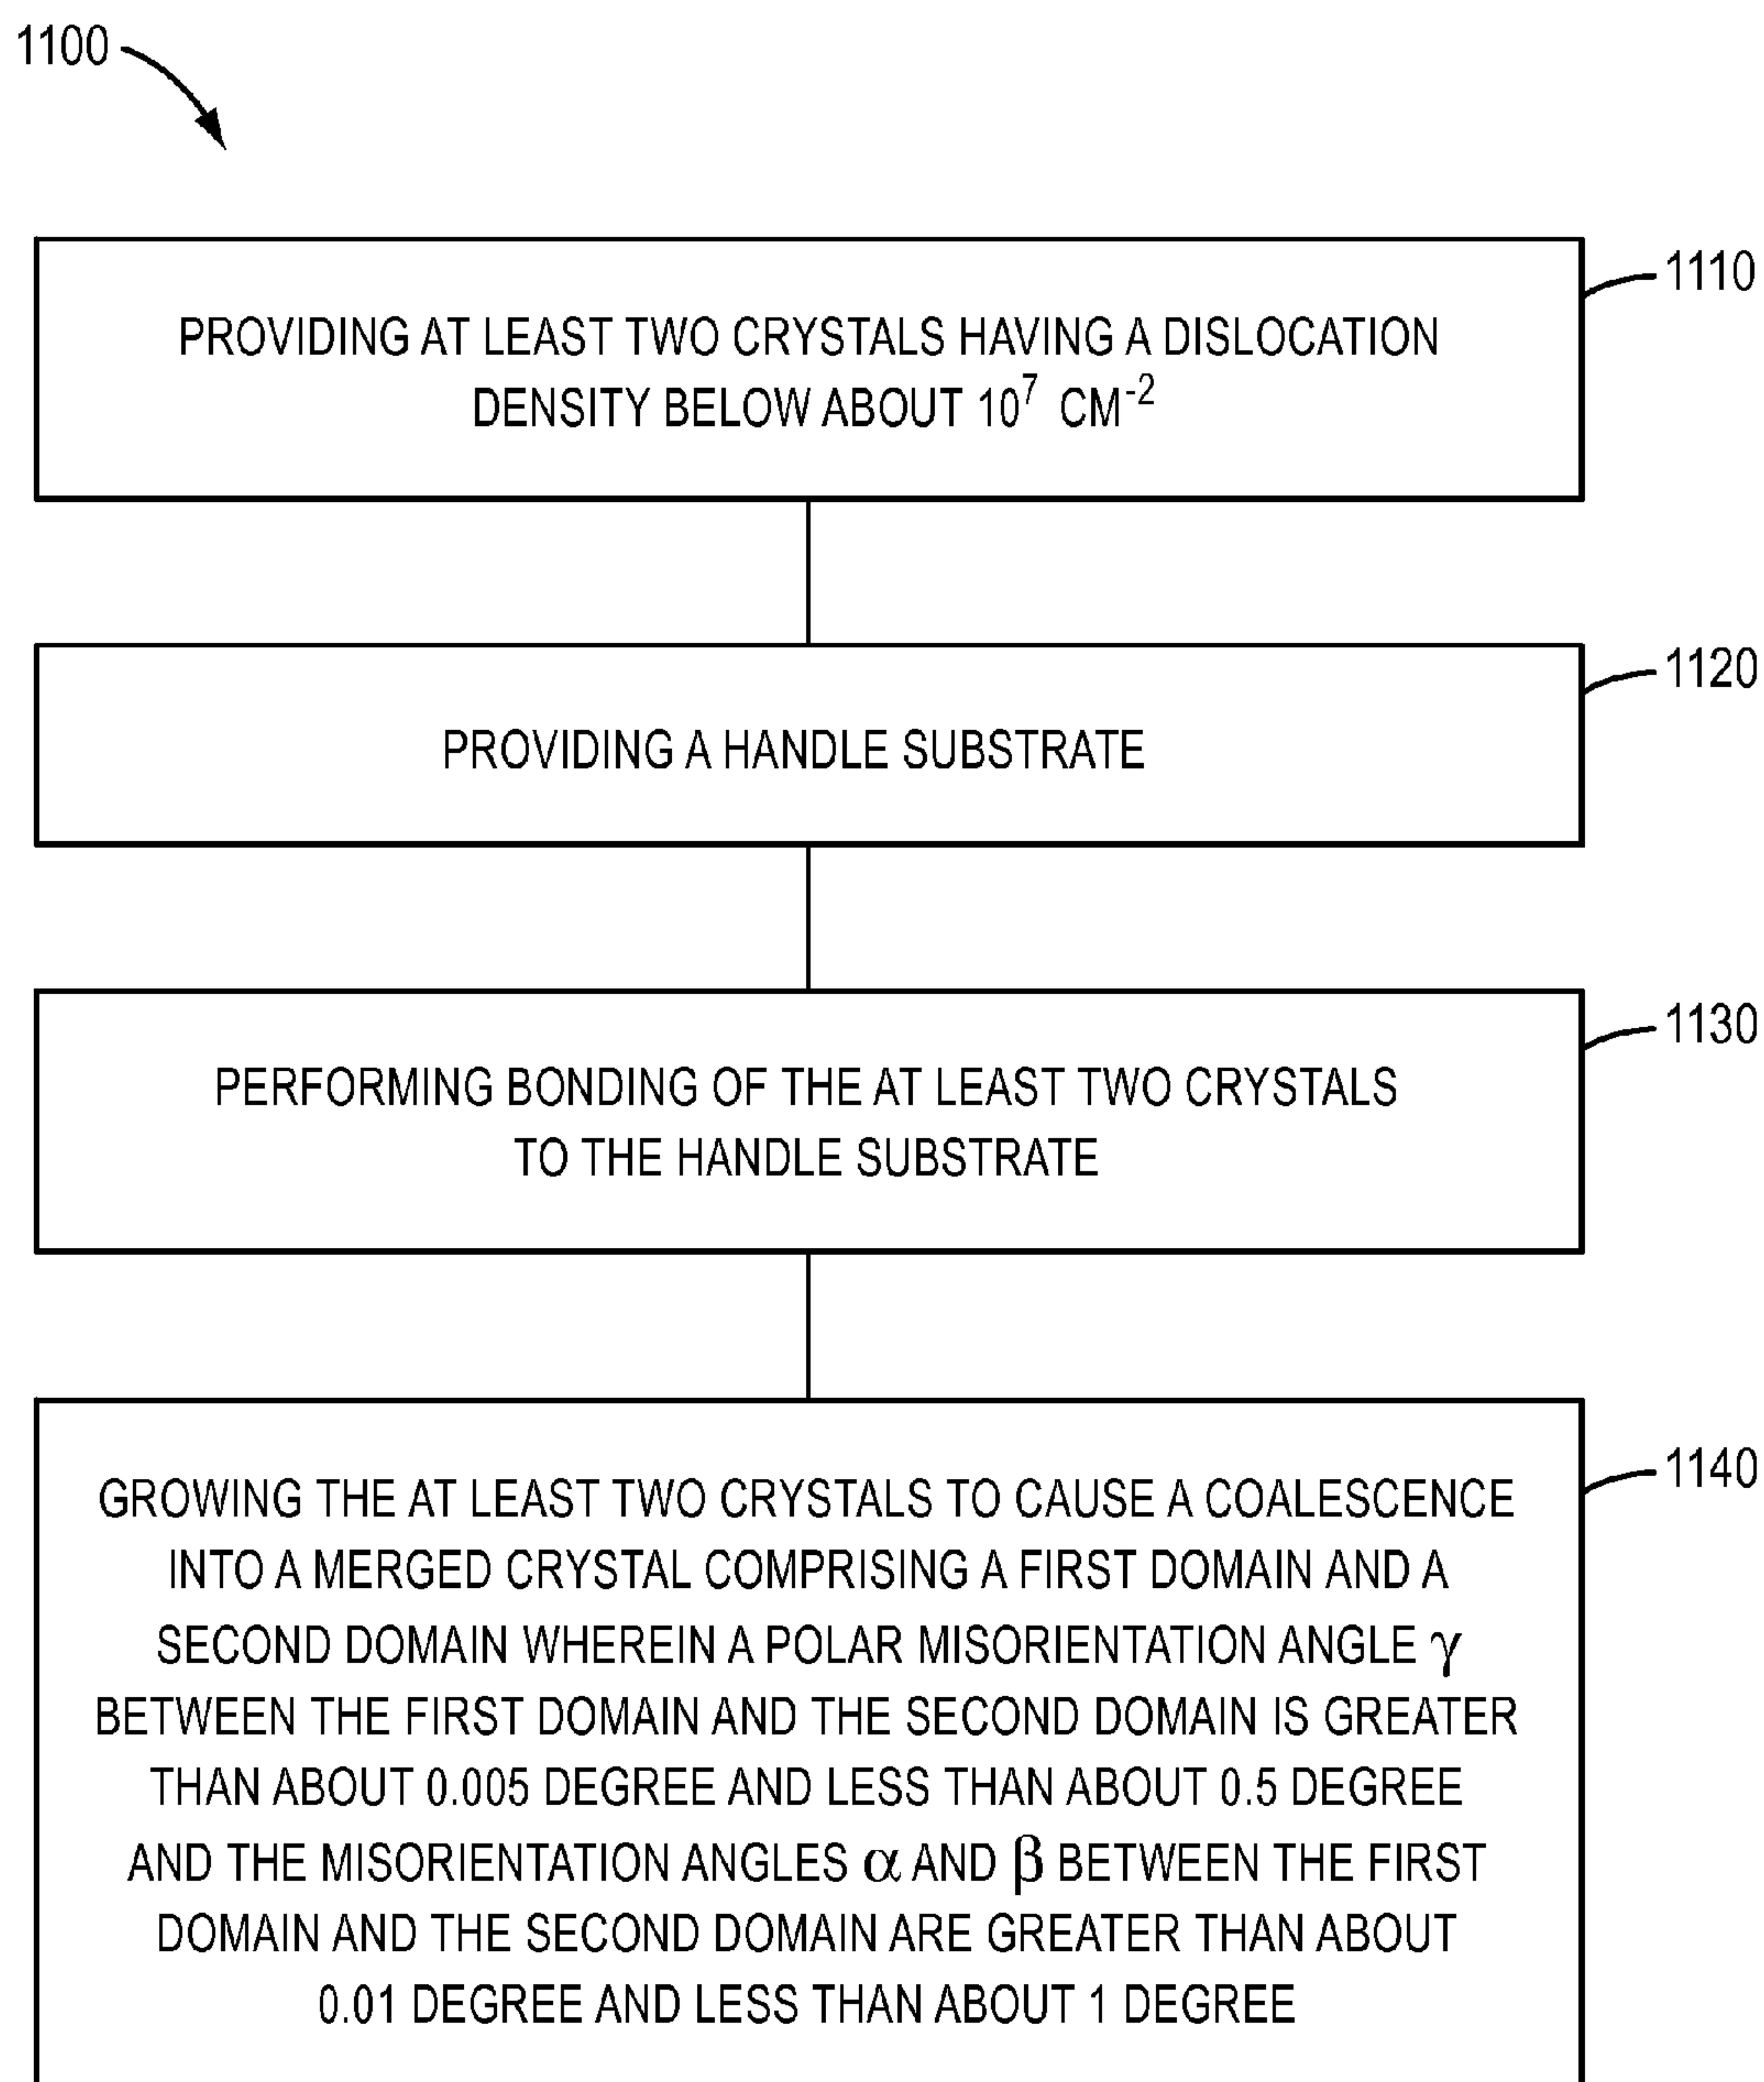 1100
1110
PROVIDING AT LEAST TWO CRYSTALS HAVING A DISLOCATION
DENSITY BELOW ABOUT 10⁷ CM⁻²
1120
PROVIDING A HANDLE SUBSTRATE
1130
PERFORMING BONDING OF THE AT LEAST TWO CRYSTALS
TO THE HANDLE SUBSTRATE
1140
GROWING THE AT LEAST TWO CRYSTALS TO CAUSE A COALESCENCE
INTO A MERGED CRYSTAL COMPRISING A FIRST DOMAIN AND A
SECOND DOMAIN WHEREIN A POLAR MISORIENTATION ANGLE γ
BETWEEN THE FIRST DOMAIN AND THE SECOND DOMAIN IS GREATER
THAN ABOUT 0.005 DEGREE AND LESS THAN ABOUT 0.5 DEGREE
AND THE MISORIENTATION ANGLES α AND β BETWEEN THE FIRST
DOMAIN AND THE SECOND DOMAIN ARE GREATER THAN ABOUT
0.01 DEGREE AND LESS THAN ABOUT 1 DEGREE